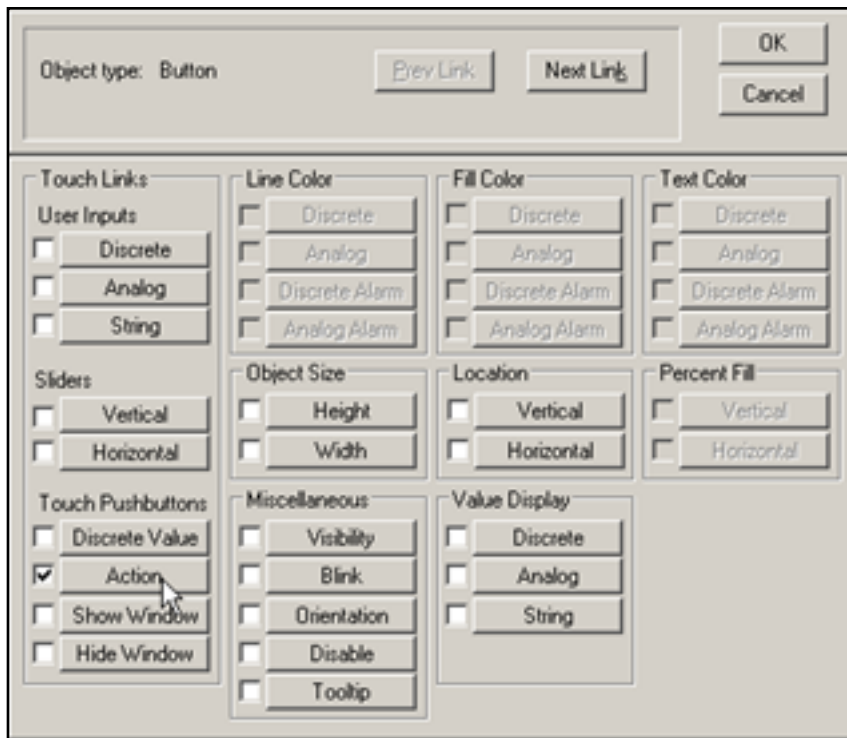 Object type: Button
Prev Link
Next Link
OK
Cancel
Touch Links
User Inputs
Discrete
Analog
String
Sliders
Vertical
Horizontal
Touch Pushbuttons
Discrete Value
Action
Show Window
Hide Window
Line Color
Discrete
Analog
Discrete Alarm
Analog Alarm
Object Size
Height
Width
Miscellaneous
Visibility
Blink
Orientation
Disable
Tooltip
Fill Color
Discrete
Analog
Discrete Alarm
Analog Alarm
Location
Vertical
Horizontal
Value Display
Discrete
Analog
String
Text Color
Discrete
Analog
Discrete Alarm
Analog Alarm
Percent Fill
Vertical
Horizontal